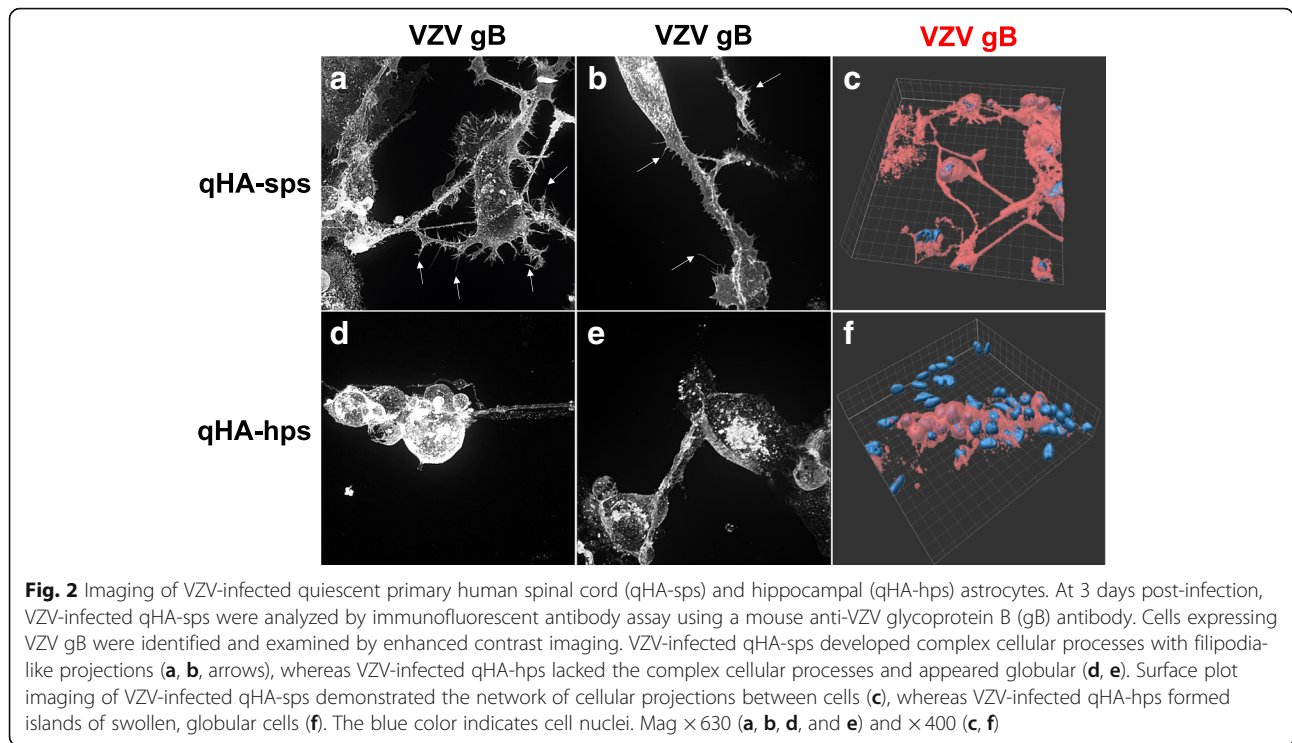 VZV gB VZV gB VZV gB
a b c
qHA-sps
d e f
qHA-hps
Fig. 2 Imaging of VZV-infected quiescent primary human spinal cord (qHA-sps) and hippocampal (qHA-hps) astrocytes. At 3 days post-infection,
VZV-infected qHA-sps were analyzed by immunofluorescent antibody assay using a mouse anti-VZV glycoprotein B (gB) antibody. Cells expressing
VZV gB were identified and examined by enhanced contrast imaging. VZV-infected qHA-sps developed complex cellular processes with filipodia-
like projections (a, b, arrows), whereas VZV-infected qHA-hps lacked the complex cellular processes and appeared globular (d, e). Surface plot
imaging of VZV-infected qHA-sps demonstrated the network of cellular projections between cells (c), whereas VZV-infected qHA-hps formed
islands of swollen, globular cells (f). The blue color indicates cell nuclei. Mag × 630 (a, b, d, and e) and × 400 (c, f)